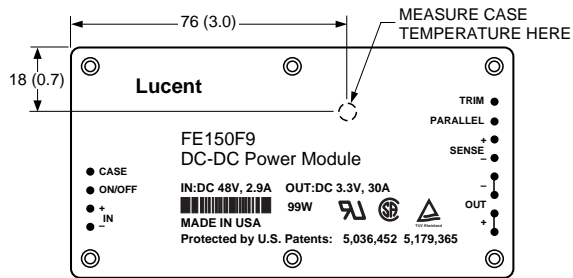 76 (3.0)
MEASURE CASE
TEMPERATURE HERE
18 (0.7)
Lucent
TRIM
PARALLEL
+
SENSE
–
FE150F9
DC-DC Power Module
CASE
ON/OFF
+
IN
–
IN:DC 48V, 2.9A OUT:DC 3.3V, 30A
99W
MADE IN USA
Protected by U.S. Patents: 5,036,452 5,179,365
–
OUT
+
TÜV Rheinland